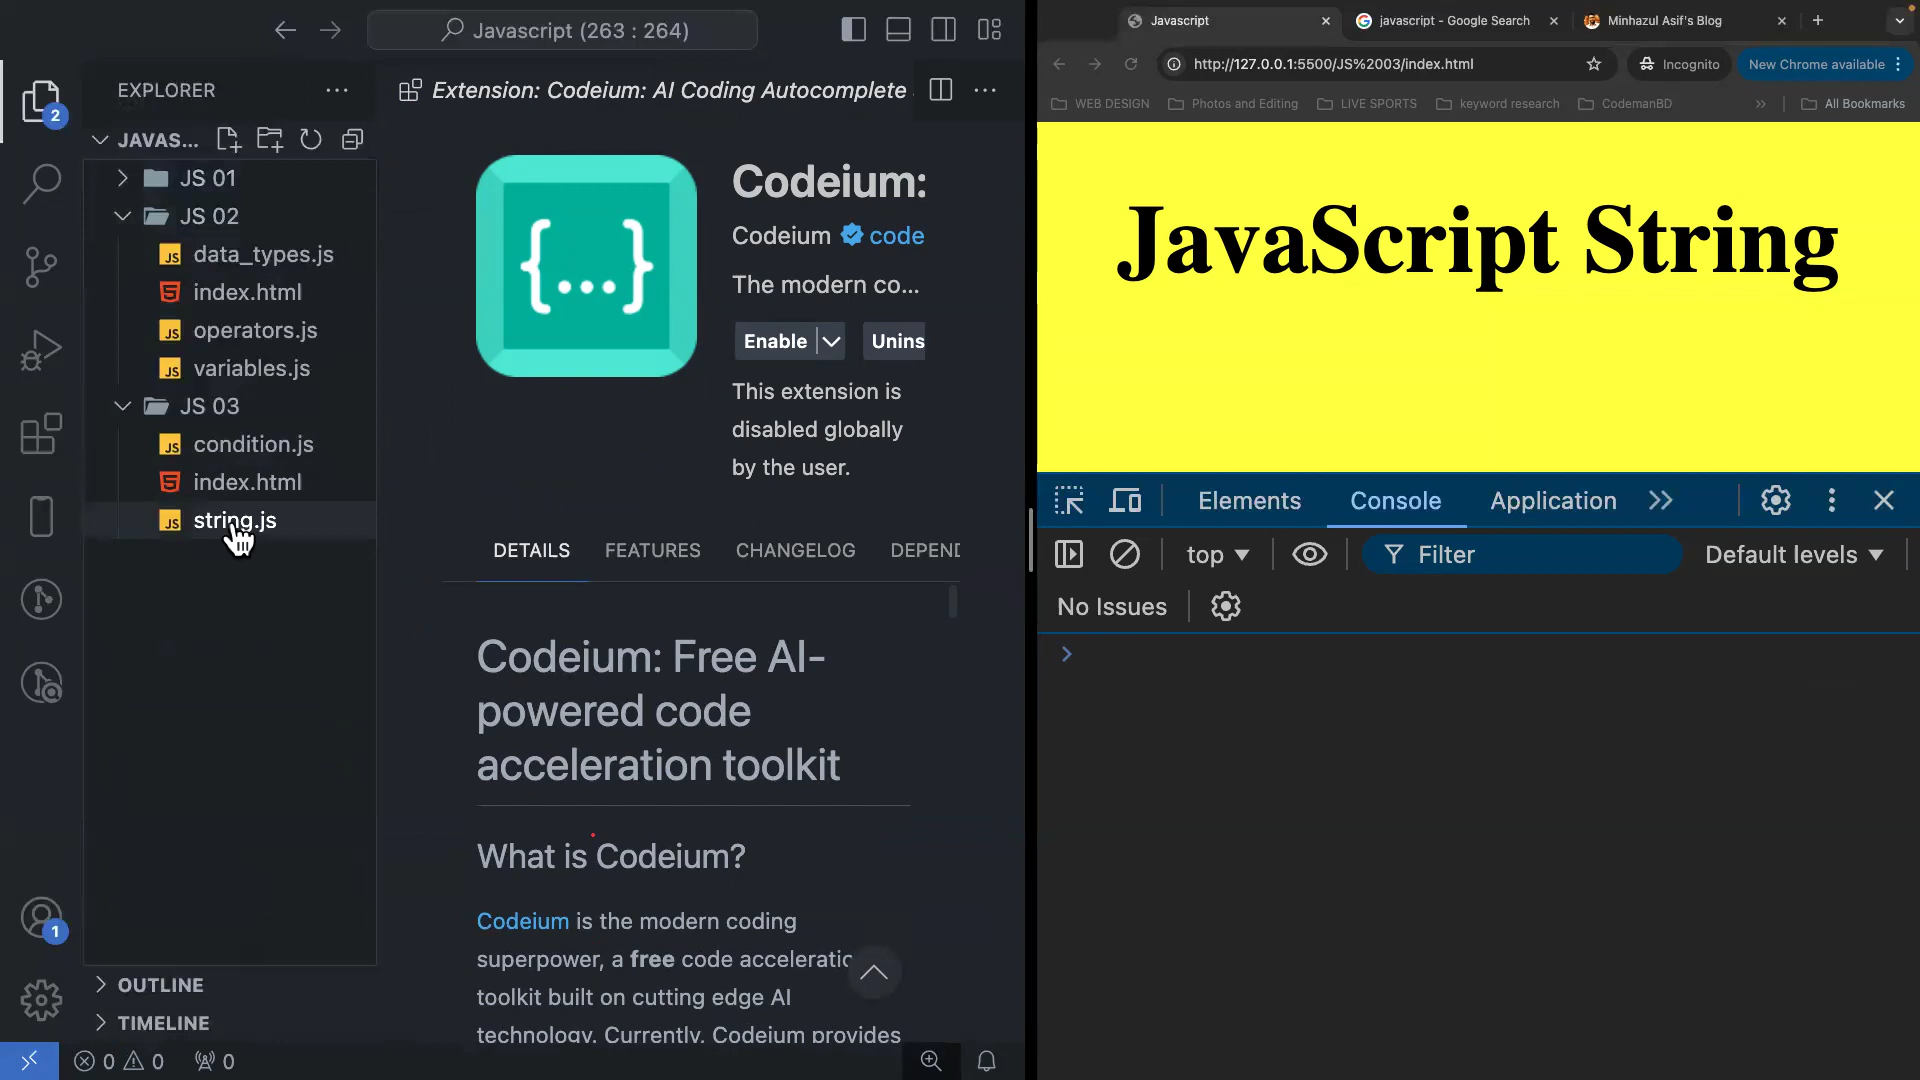 Javascript (263 : 264)
EXPLORER
JAVAS...
JS 01
JS 02
data_types.js
index.html
operators.js
variables.js
JS 03
condition.js
index.html
string.js
OUTLINE
TIMELINE
2
1
0 0 0
Extension: Codeium: AI Coding Autocomplete
{...}
Codeium:
Codeium code
The modern co...
Enable
Unins
This extension is
disabled globally
by the user.
DETAILS FEATURES CHANGELOG DEPEND
Codeium: Free AI-
powered code
acceleration toolkit
What is Codeium?
Codeium is the modern coding
superpower, a free code acceleratio
toolkit built on cutting edge AI
technology. Currently, Codeium provides
Javascript
javascript - Google Search
Minhazul Asif's Blog
http://127.0.0.1:5500/JS%2003/index.html
Incognito
New Chrome available
WEB DESIGN Photos and Editing LIVE SPORTS keyword research CodemanBD
All Bookmarks
JavaScript String
Elements Console Application
top
Filter
Default levels
No Issues